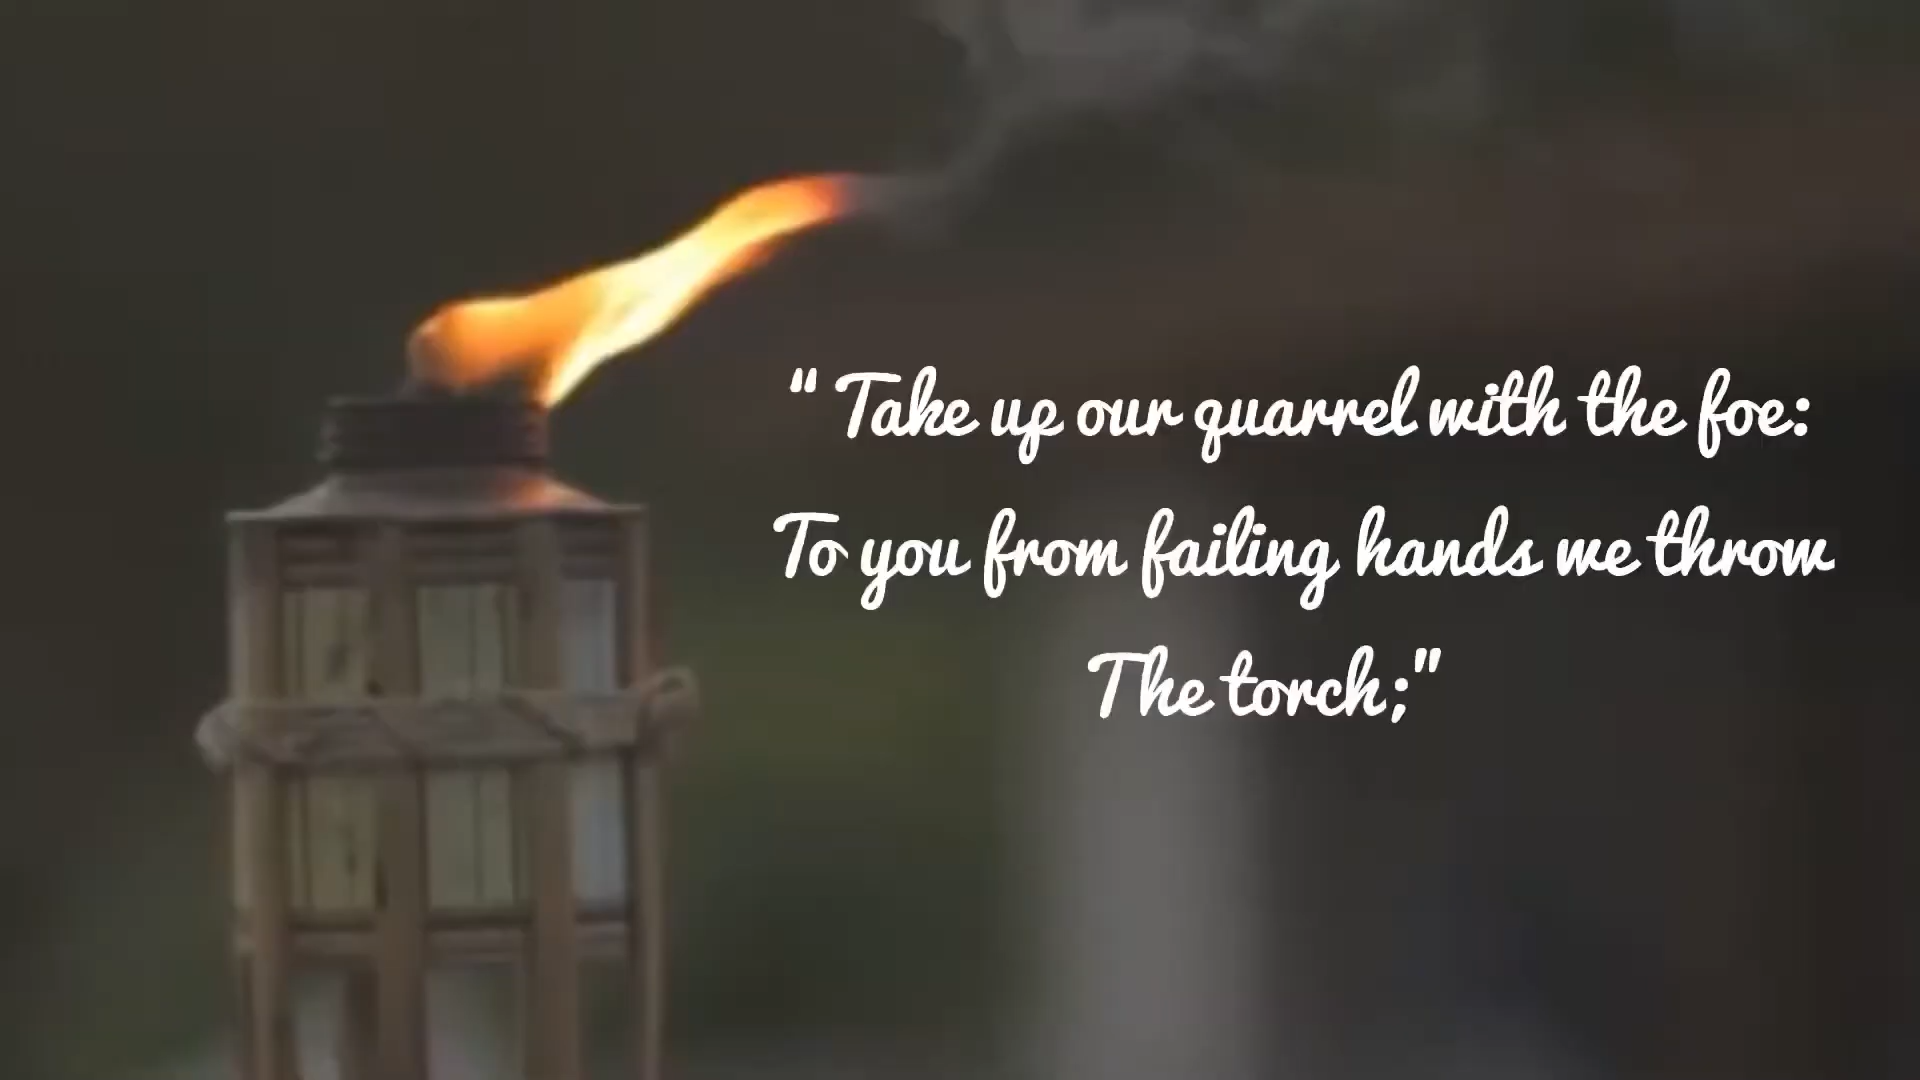 "Take up our quarrel with the foe:
To you from failing hands we throw
The torch;"